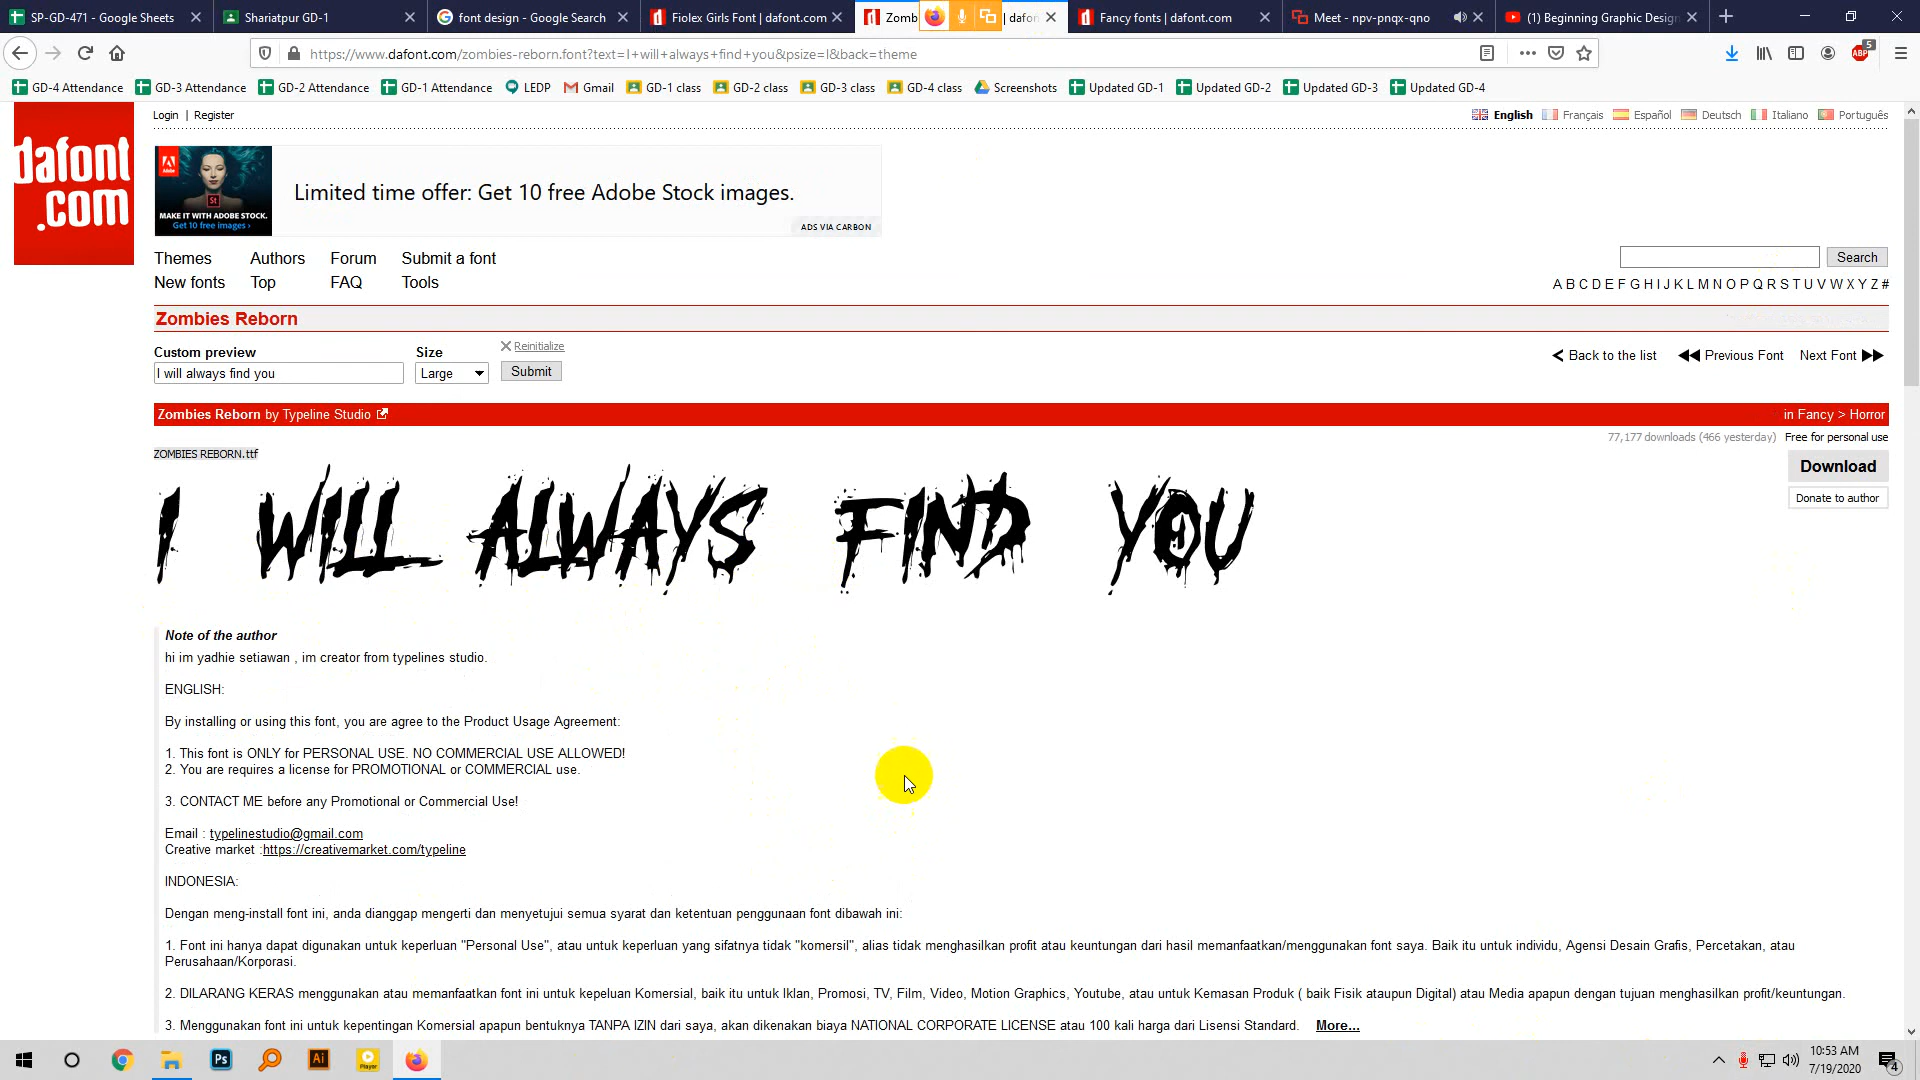 SP-GD-471 - Google Sheets
Shariatpur GD-1
font design - Google Search
Fiolex Girls Font | dafont.com
Zomb
dafon
Fancy fonts | dafont.com
Meet - npv-pnqx-qno
(1) Beginning Graphic Design
https://www.dafont.com/zombies-reborn.font?text=I+will+always+find+you&psize=l&back=theme
5
ABP
GD-4 Attendance
GD-3 Attendance
GD-2 Attendance
GD-1 Attendance
LEDP
Gmail
GD-1 class
GD-2 class
GD-3 class
GD-4 class
Screenshots
Updated GD-1
Updated GD-2
Updated GD-3
Updated GD-4
dafont
.com
Login | Register
English
Français
Español
Deutsch
Italiano
Português
Adobe
St
MAKE IT WITH ADOBE STOCK.
Get 10 free images ›
Limited time offer: Get 10 free Adobe Stock images.
ADS VIA CARBON
Themes Authors Forum Submit a font
New fonts Top FAQ Tools
Search
A B C D E F G H I J K L M N O P Q R S T U V W X Y Z #
Zombies Reborn
Custom preview
I will always find you
Size
Large
Reinitialize
Submit
Back to the list
Previous Font
Next Font
Zombies Reborn by Typeline Studio
in Fancy > Horror
77,177 downloads (466 yesterday)
Free for personal use
Download
Donate to author
ZOMBIES REBORN.ttf
I WILL ALWAYS FIND YOU
Note of the author
hi im yadhie setiawan , im creator from typelines studio.
ENGLISH:
By installing or using this font, you are agree to the Product Usage Agreement:
1. This font is ONLY for PERSONAL USE. NO COMMERCIAL USE ALLOWED!
2. You are requires a license for PROMOTIONAL or COMMERCIAL use.
3. CONTACT ME before any Promotional or Commercial Use!
Email : typelinestudio@gmail.com
Creative market :https://creativemarket.com/typeline
INDONESIA:
Dengan meng-install font ini, anda dianggap mengerti dan menyetujui semua syarat dan ketentuan penggunaan font dibawah ini:
1. Font ini hanya dapat digunakan untuk keperluan "Personal Use", atau untuk keperluan yang sifatnya tidak "komersil", alias tidak menghasilkan profit atau keuntungan dari hasil memanfaatkan/menggunakan font saya. Baik itu untuk individu, Agensi Desain Grafis, Percetakan, atau
Perusahaan/Korporasi.
2. DILARANG KERAS menggunakan atau memanfaatkan font ini untuk kepeluan Komersial, baik itu untuk Iklan, Promosi, TV, Film, Video, Motion Graphics, Youtube, atau untuk Kemasan Produk ( baik Fisik ataupun Digital) atau Media apapun dengan tujuan menghasilkan profit/keuntungan.
3. Menggunakan font ini untuk kepentingan Komersial apapun bentuknya TANPA IZIN dari saya, akan dikenakan biaya NATIONAL CORPORATE LICENSE atau 100 kali harga dari Lisensi Standard. More...
Ps
Ai
Player
10:53 AM
7/19/2020
4